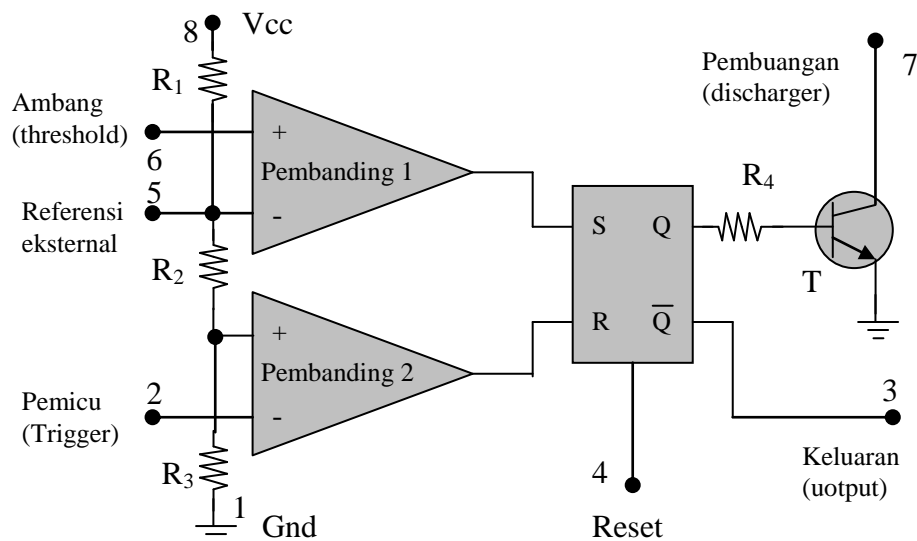 8 Vcc
R1
Ambang
(threshold)
6
+
Pembanding 1
-
5
Referensi
eksternal
R2
+
Pembanding 2
-
2
Pemicu
(Trigger)
R3
1
Gnd
S Q
R Q̅
4
Reset
R4
T
Pembuangan
(discharger)
7
3
Keluaran
(uotput)